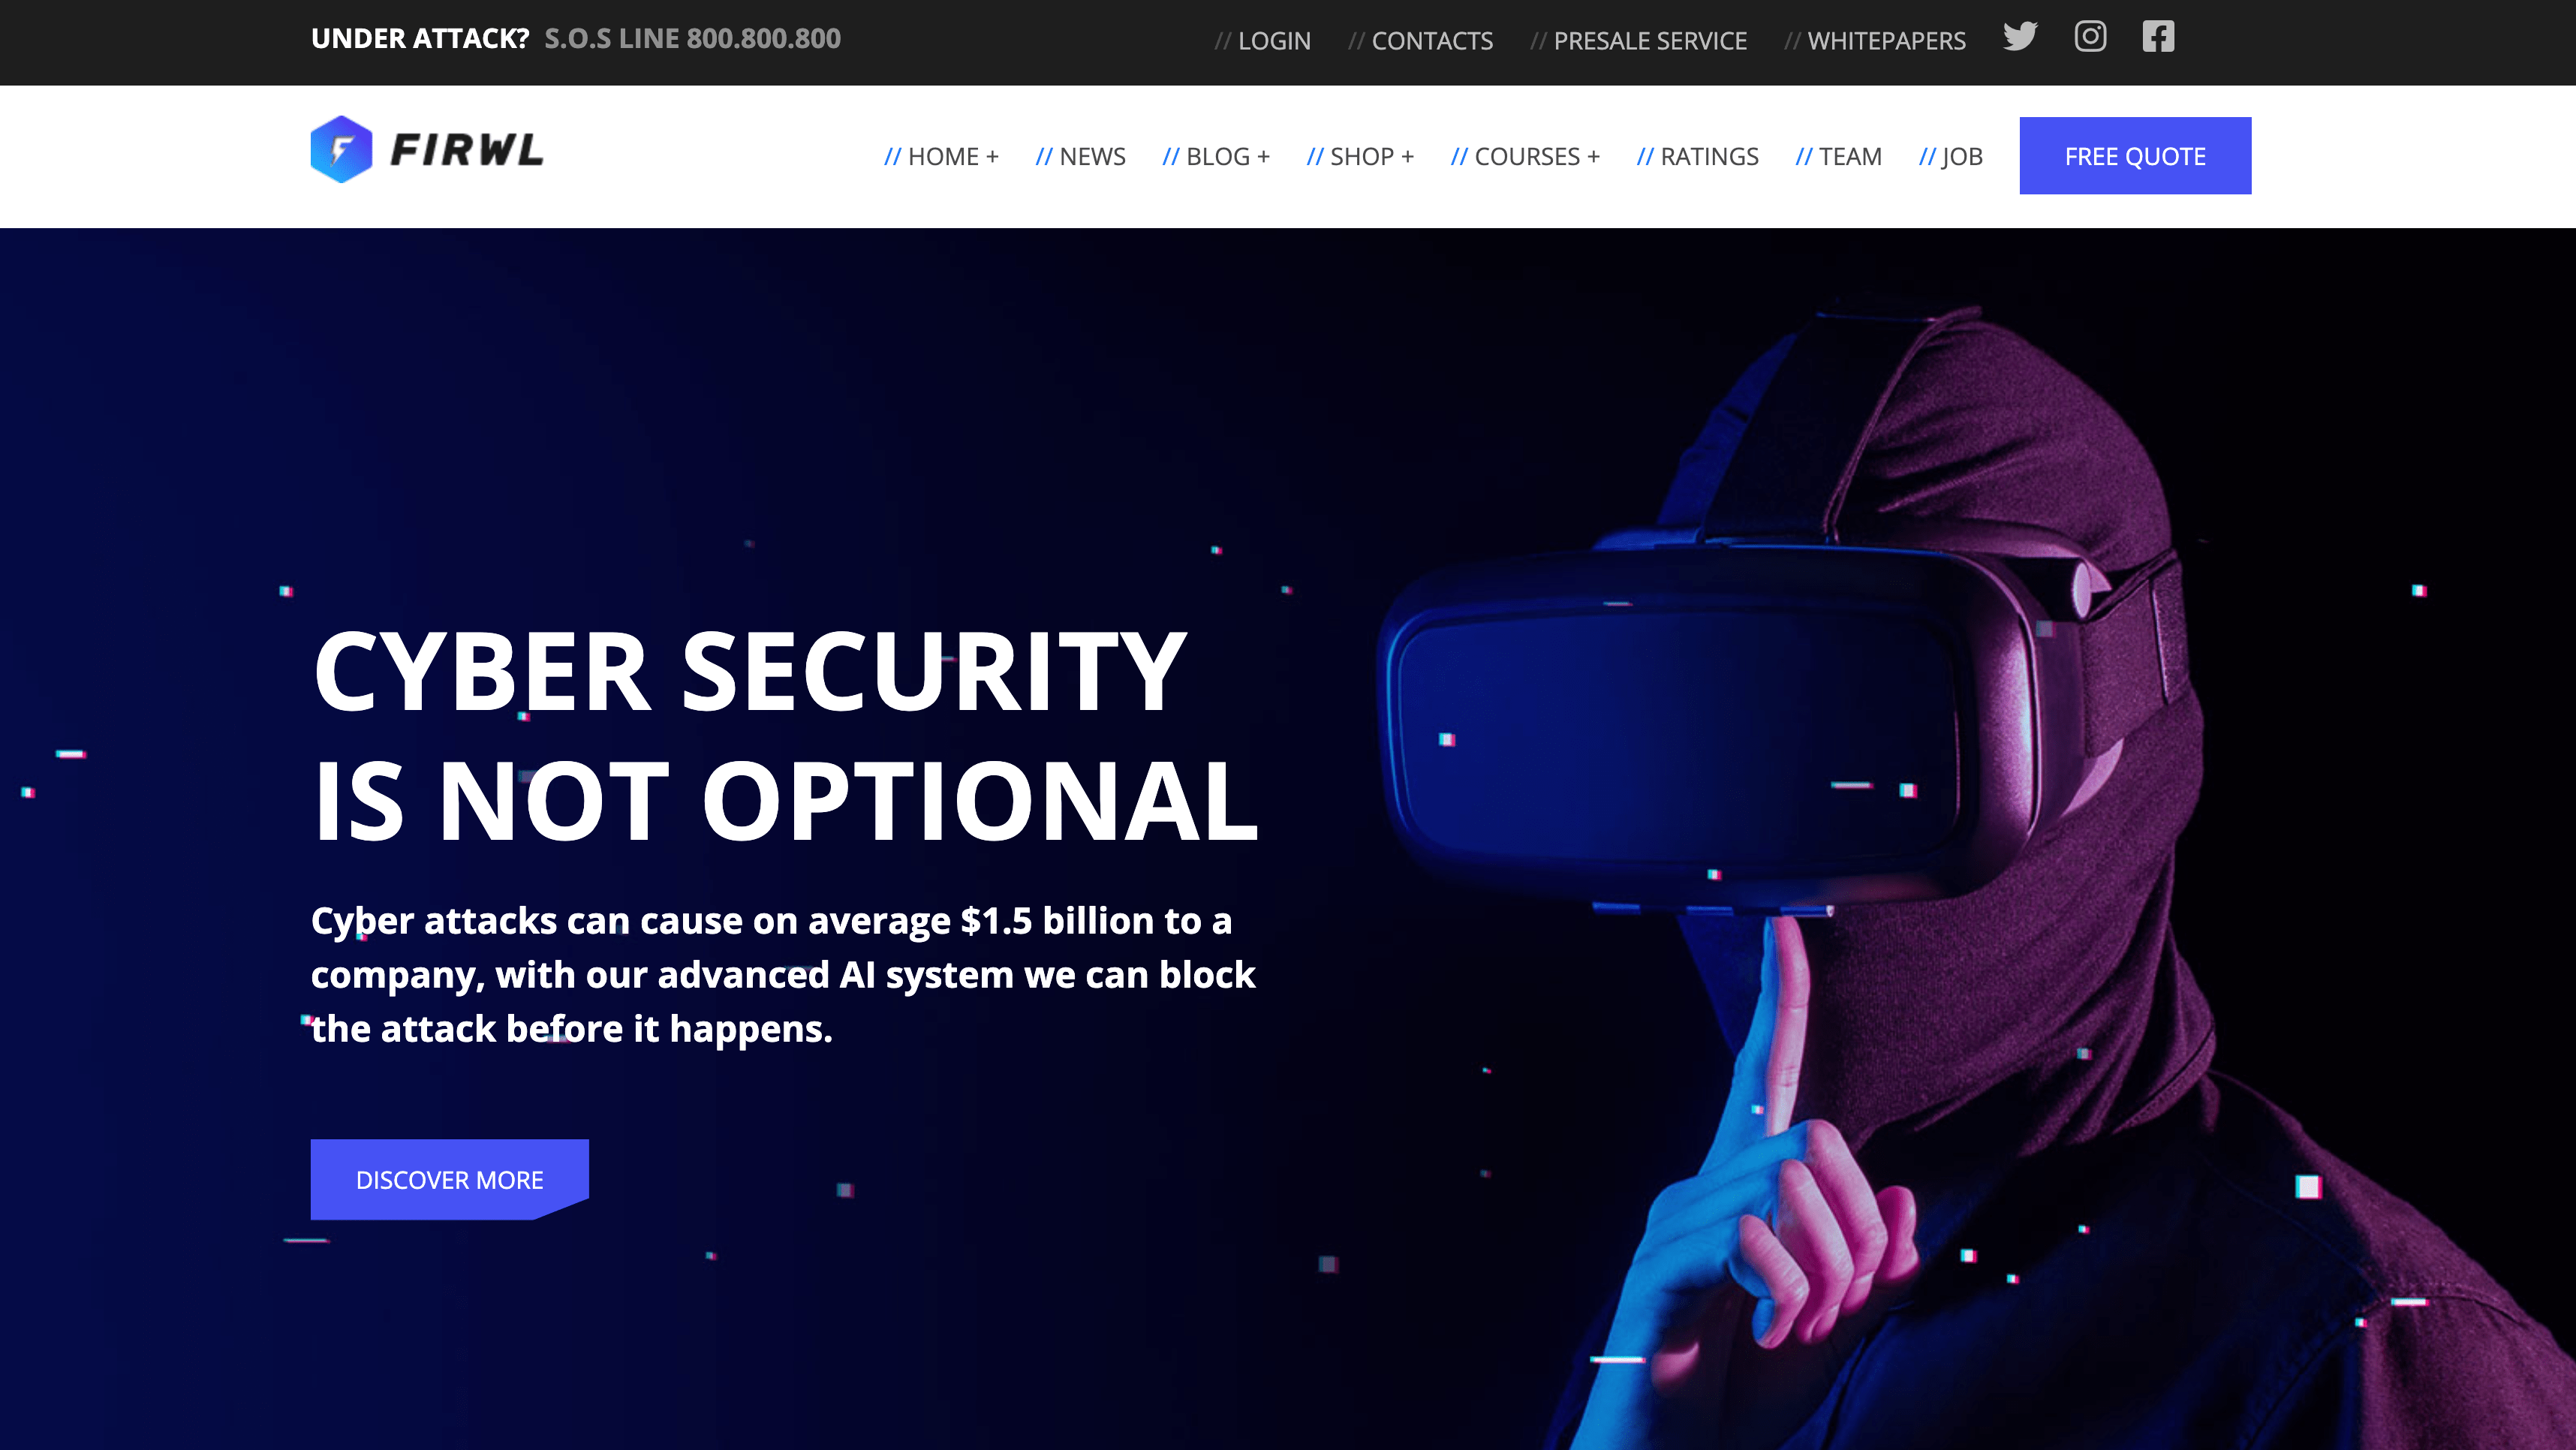 UNDER ATTACK? S.O.S LINE 800.800.800
// LOGIN // CONTACTS // PRESALE SERVICE // WHITEPAPERS
FIRWL
// HOME + // NEWS // BLOG + // SHOP + // COURSES + // RATINGS // TEAM // JOB FREE QUOTE
CYBER SECURITY
IS NOT OPTIONAL
Cyber attacks can cause on average $1.5 billion to a
company, with our advanced AI system we can block
the attack before it happens.
DISCOVER MORE